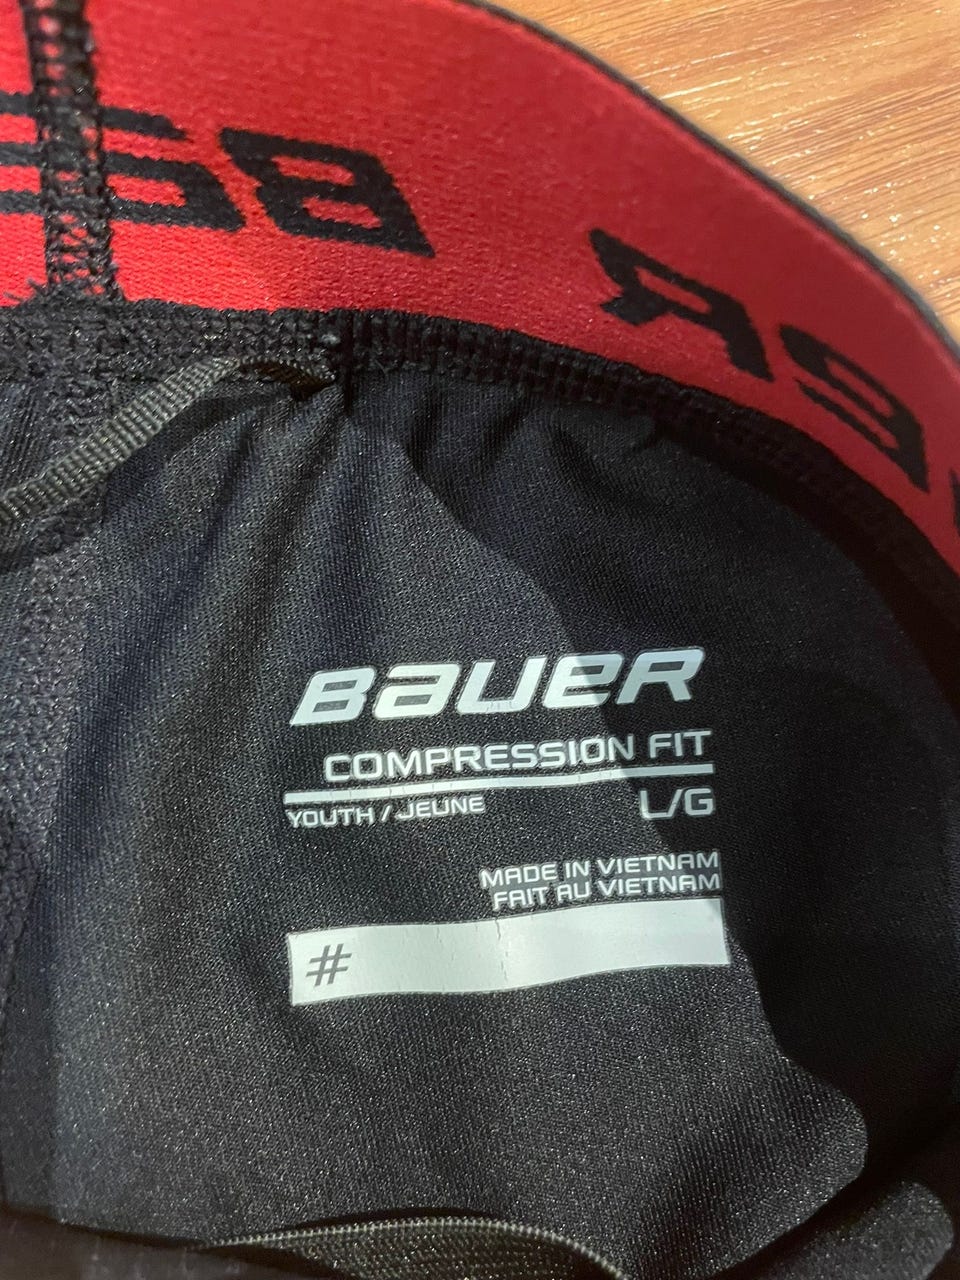 BAUER
COMPRESSION FIT
YOUTH / JEUNE L/G
MADE IN VIETNAM
FAIT AU VIETNAM
#